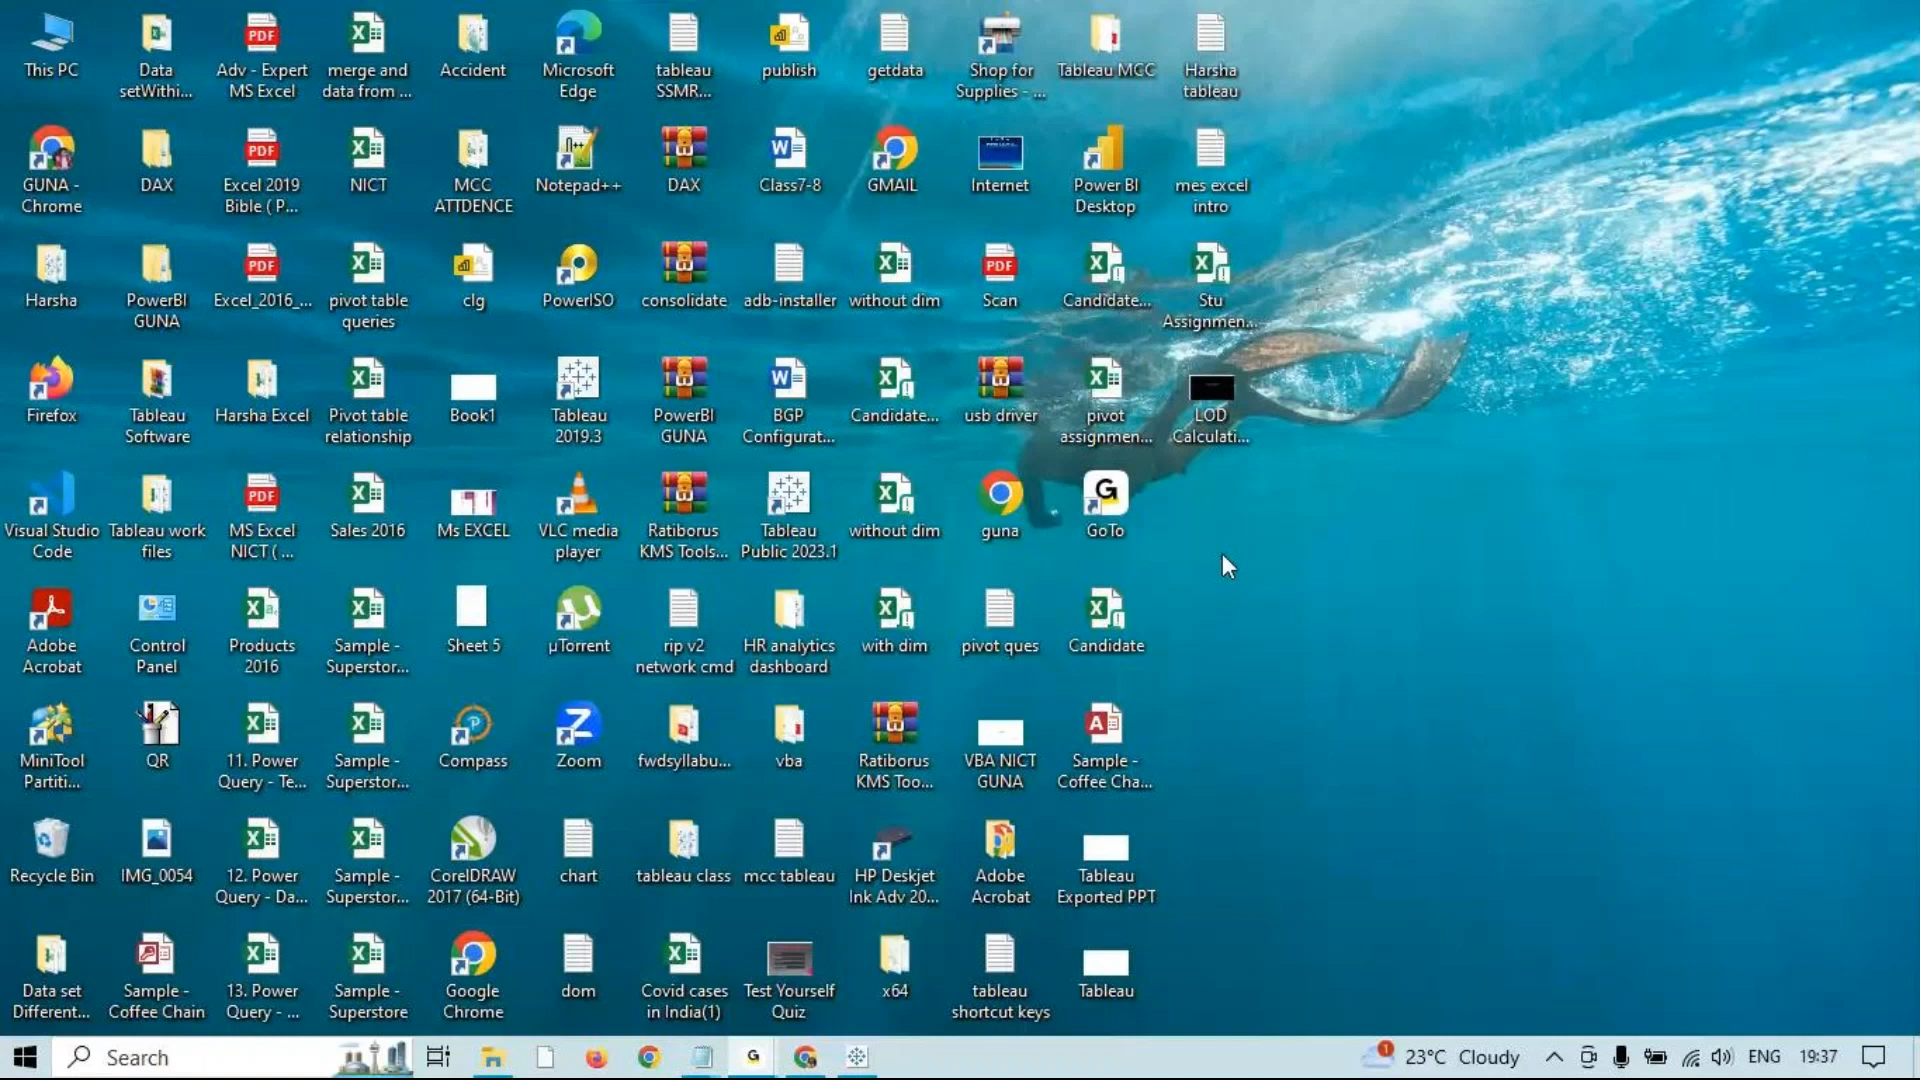 This PC
Data
setWithi...
Adv - Expert
MS Excel
merge and
data from ...
Accident
Microsoft
Edge
tableau
SSMR...
publish
getdata
Shop for
Supplies - ...
Tableau MCC
Harsha
tableau
GUNA -
Chrome
DAX
Excel 2019
Bible ( P...
NICT
MCC
ATTDENCE
Notepad++
DAX
Class7-8
GMAIL
Internet
Power BI
Desktop
mes excel
intro
Harsha
PowerBI
GUNA
Excel_2016_...
pivot table
queries
clg
PowerISO
consolidate
adb-installer
without dim
Scan
Candidate...
Stu
Assignmen...
Firefox
Tableau
Software
Harsha Excel
Pivot table
relationship
Book1
Tableau
2019.3
PowerBI
GUNA
BGP
Configurat...
Candidate...
usb driver
pivot
assignmen...
LOD
Calculati...
Visual Studio
Code
Tableau work
files
MS Excel
NICT ( ...
Sales 2016
Ms EXCEL
VLC media
player
Ratiborus
KMS Tools...
Tableau
Public 2023.1
without dim
guna
GoTo
Adobe
Acrobat
Control
Panel
Products
2016
Sample -
Superstor...
Sheet 5
µTorrent
rip v2
network cmd
HR analytics
dashboard
with dim
pivot ques
Candidate
MiniTool
Partiti...
QR
11. Power
Query - Te...
Sample -
Superstor...
Compass
Zoom
fwdsyllabu...
vba
Ratiborus
KMS Too...
VBA NICT
GUNA
Sample -
Coffee Cha...
Recycle Bin
IMG_0054
12. Power
Query - Da...
Sample -
Superstor...
CorelDRAW
2017 (64-Bit)
chart
tableau class
mcc tableau
HP Deskjet
Ink Adv 20...
Adobe
Acrobat
Tableau
Exported PPT
Data set
Different...
Sample -
Coffee Chain
13. Power
Query - ...
Sample -
Superstore
Google
Chrome
dom
Covid cases
in India(1)
Test Yourself
Quiz
x64
tableau
shortcut keys
Tableau
Search
1
23°C Cloudy
ENG
19:37